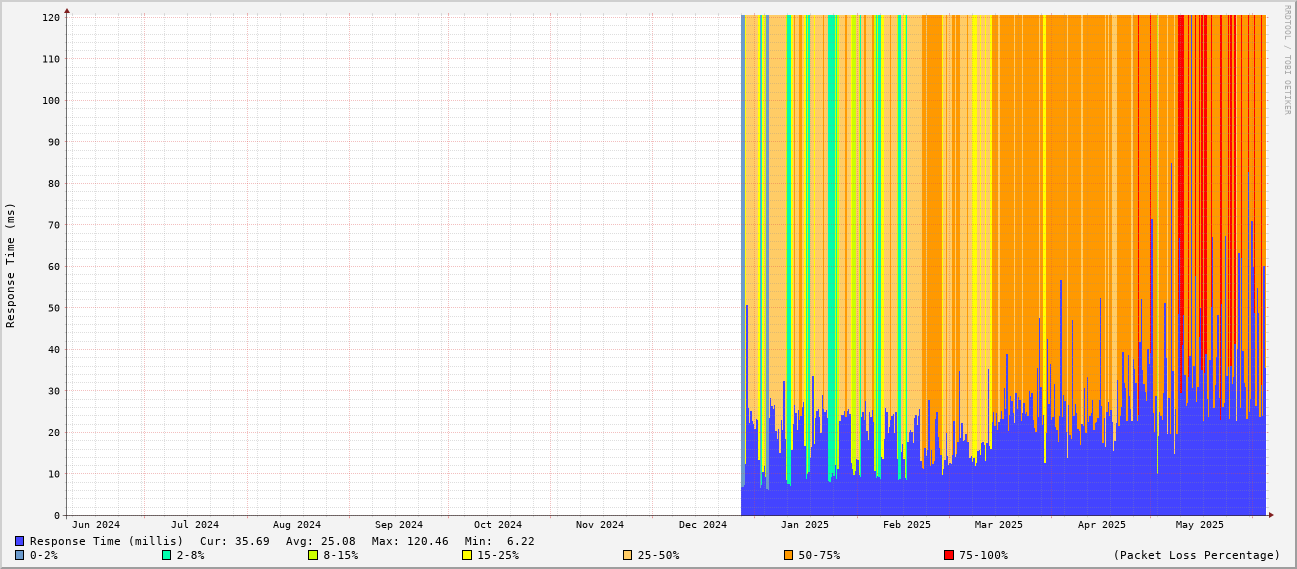 RRDTOOL / TOBI OETIKER
Response Time (ms)
120
110
100
90
80
70
60
50
40
30
20
10
0
Jun 2024 Jul 2024 Aug 2024 Sep 2024 Oct 2024 Nov 2024 Dec 2024 Jan 2025 Feb 2025 Mar 2025 Apr 2025 May 2025
Response Time (millis) Cur: 35.69 Avg: 25.08 Max: 120.46 Min: 6.22
0-2% 2-8% 8-15% 15-25% 25-50% 50-75% 75-100% (Packet Loss Percentage)